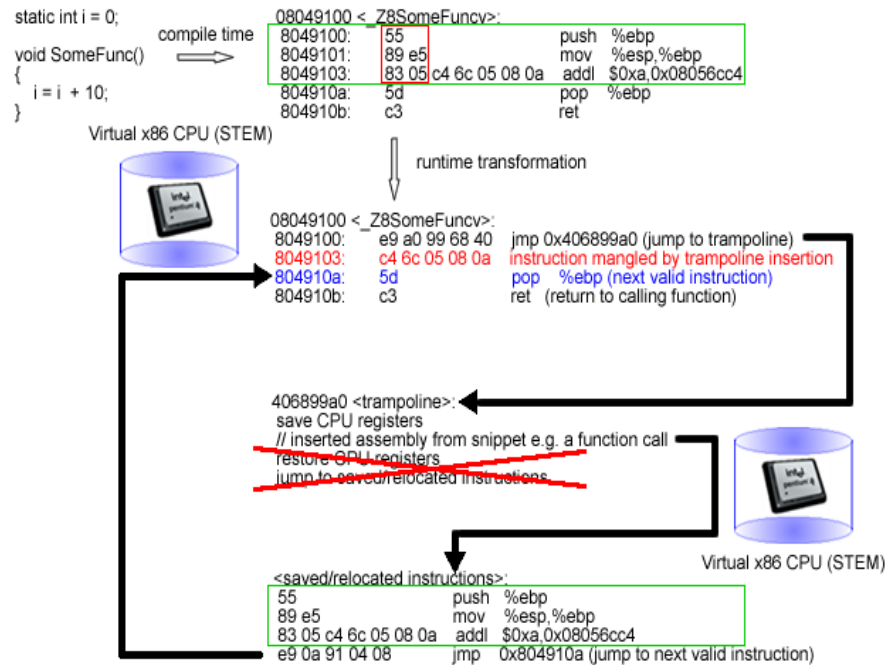 static int i = 0;
void SomeFunc()
{
i = i + 10;
}
compile time
08049100 <_Z8SomeFuncv>:
8049100: 55 push %ebp
8049101: 89 e5 mov %esp,%ebp
8049103: 83 05 c4 6c 05 08 0a addl $0xa,0x08056cc4
804910a: 5d pop %ebp
804910b: c3 ret
Virtual x86 CPU (STEM)
intel
pentium 4
runtime transformation
08049100 <_Z8SomeFuncv>:
8049100: e9 a0 99 68 40 jmp 0x406899a0 (jump to trampoline)
8049103: c4 6c 05 08 0a instruction mangled by trampoline insertion
804910a: 5d pop %ebp (next valid instruction)
804910b: c3 ret (return to calling function)
406899a0 <trampoline>:
save CPU registers
// inserted assembly from snippet e.g. a function call
restore CPU registers
jump to saved/relocated instructions
intel
pentium 4
Virtual x86 CPU (STEM)
<saved/relocated instructions>:
55 push %ebp
89 e5 mov %esp,%ebp
83 05 c4 6c 05 08 0a addl $0xa,0x08056cc4
e9 0a 91 04 08 jmp 0x804910a (jump to next valid instruction)